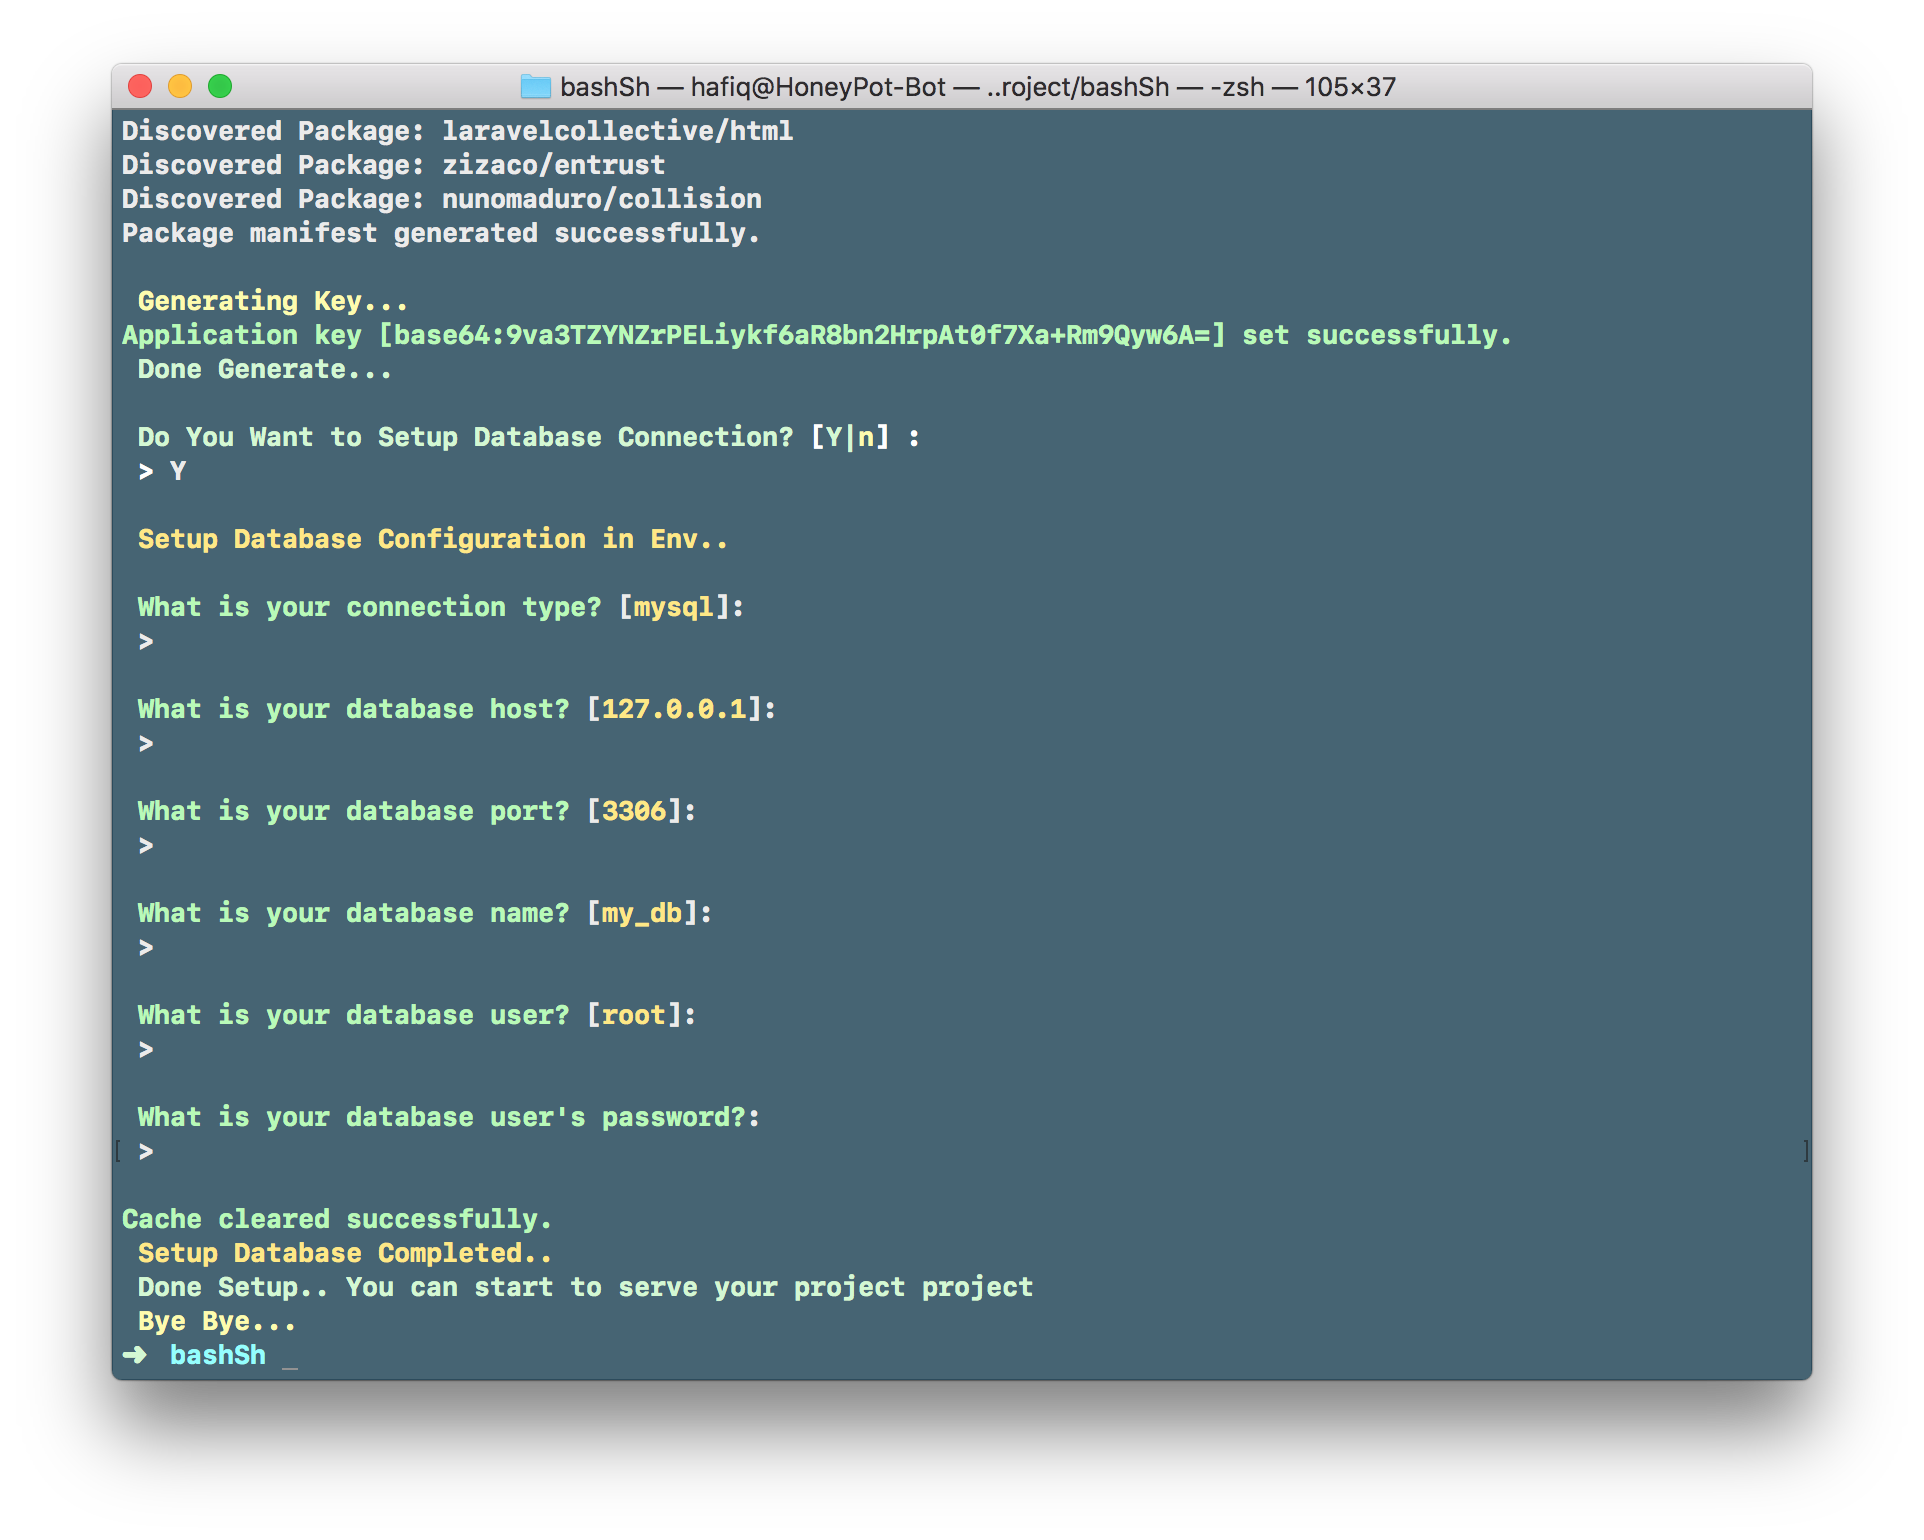 bashSh — hafiq@HoneyPot-Bot — ..roject/bashSh — -zsh — 105×37
Discovered Package: laravelcollective/html
Discovered Package: zizaco/entrust
Discovered Package: nunomaduro/collision
Package manifest generated successfully.
Generating Key...
Application key [base64:9va3TZYNZrPELiykf6aR8bn2HrpAt0f7Xa+Rm9Qyw6A=] set successfully.
Done Generate...
Do You Want to Setup Database Connection? [Y|n] :
> Y
Setup Database Configuration in Env..
What is your connection type? [mysql]:
>
What is your database host? [127.0.0.1]:
>
What is your database port? [3306]:
>
What is your database name? [my_db]:
>
What is your database user? [root]:
>
What is your database user's password?:
[ > ]
Cache cleared successfully.
Setup Database Completed..
Done Setup.. You can start to serve your project project
Bye Bye...
➜ bashSh _